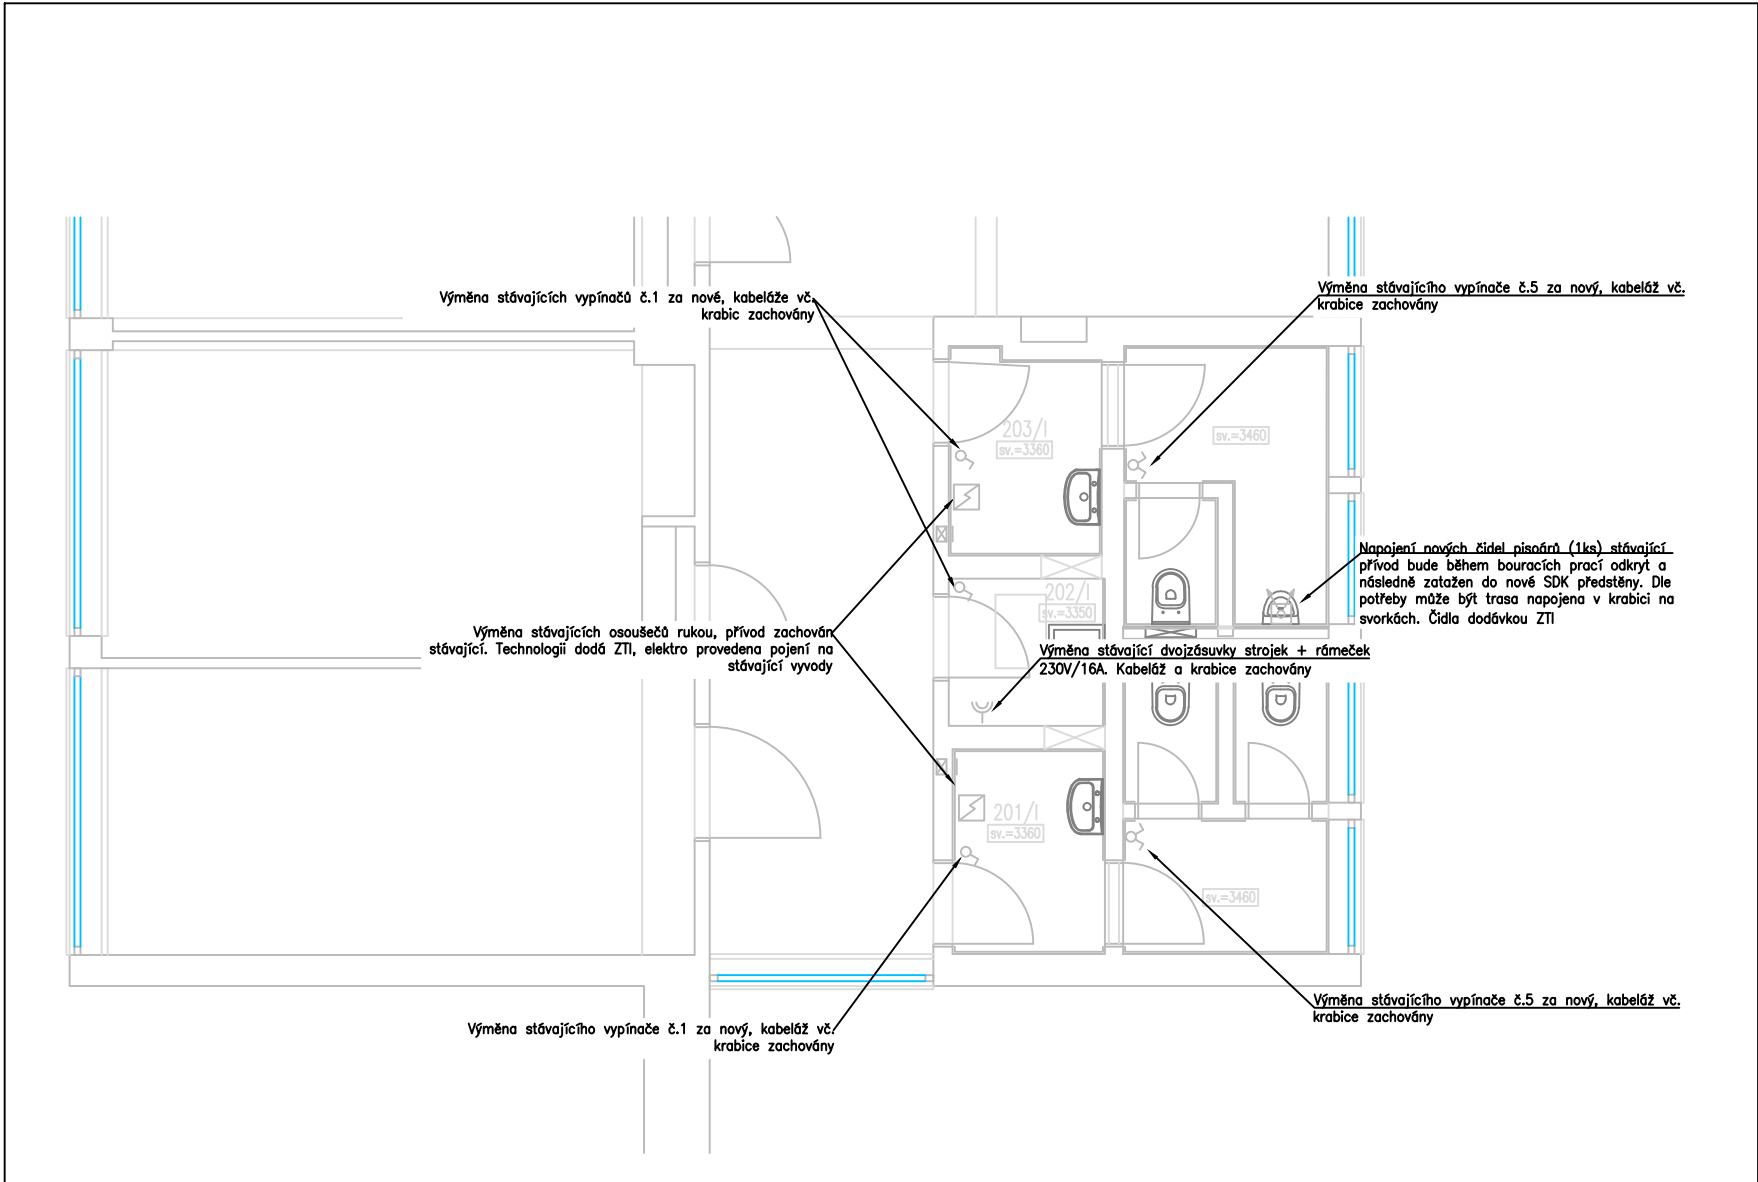 Výměna stávajícího vypínače č.5 za nový, kabeláž vč.
krabice zachovány
Výměna stávajících vypínačů č.1 za nové, kabeláže vč.
krabic zachovány
203/I
sv.=3360
sv.=3460
Napojení nových čidel pisoárů (1ks) stávající
přívod bude během bouracích prací odkryt a
následně zatažen do nové SDK předstěny. Dle
potřeby může být trasa napojena v krabici na
svorkách. Čidla dodávkou ZTI
202/I
sv.=3350
Výměna stávajících osoušečů rukou, přívod zachován
stávající. Technologii dodá ZTI, elektro provedena pojení na
stávající vyvody
Výměna stávající dvojzásuvky strojek + rámeček
230V/16A. Kabeláž a krabice zachovány
201/I
sv.=3360
sv.=3460
Výměna stávajícího vypínače č.5 za nový, kabeláž vč.
krabice zachovány
Výměna stávajícího vypínače č.1 za nový, kabeláž vč.
krabice zachovány